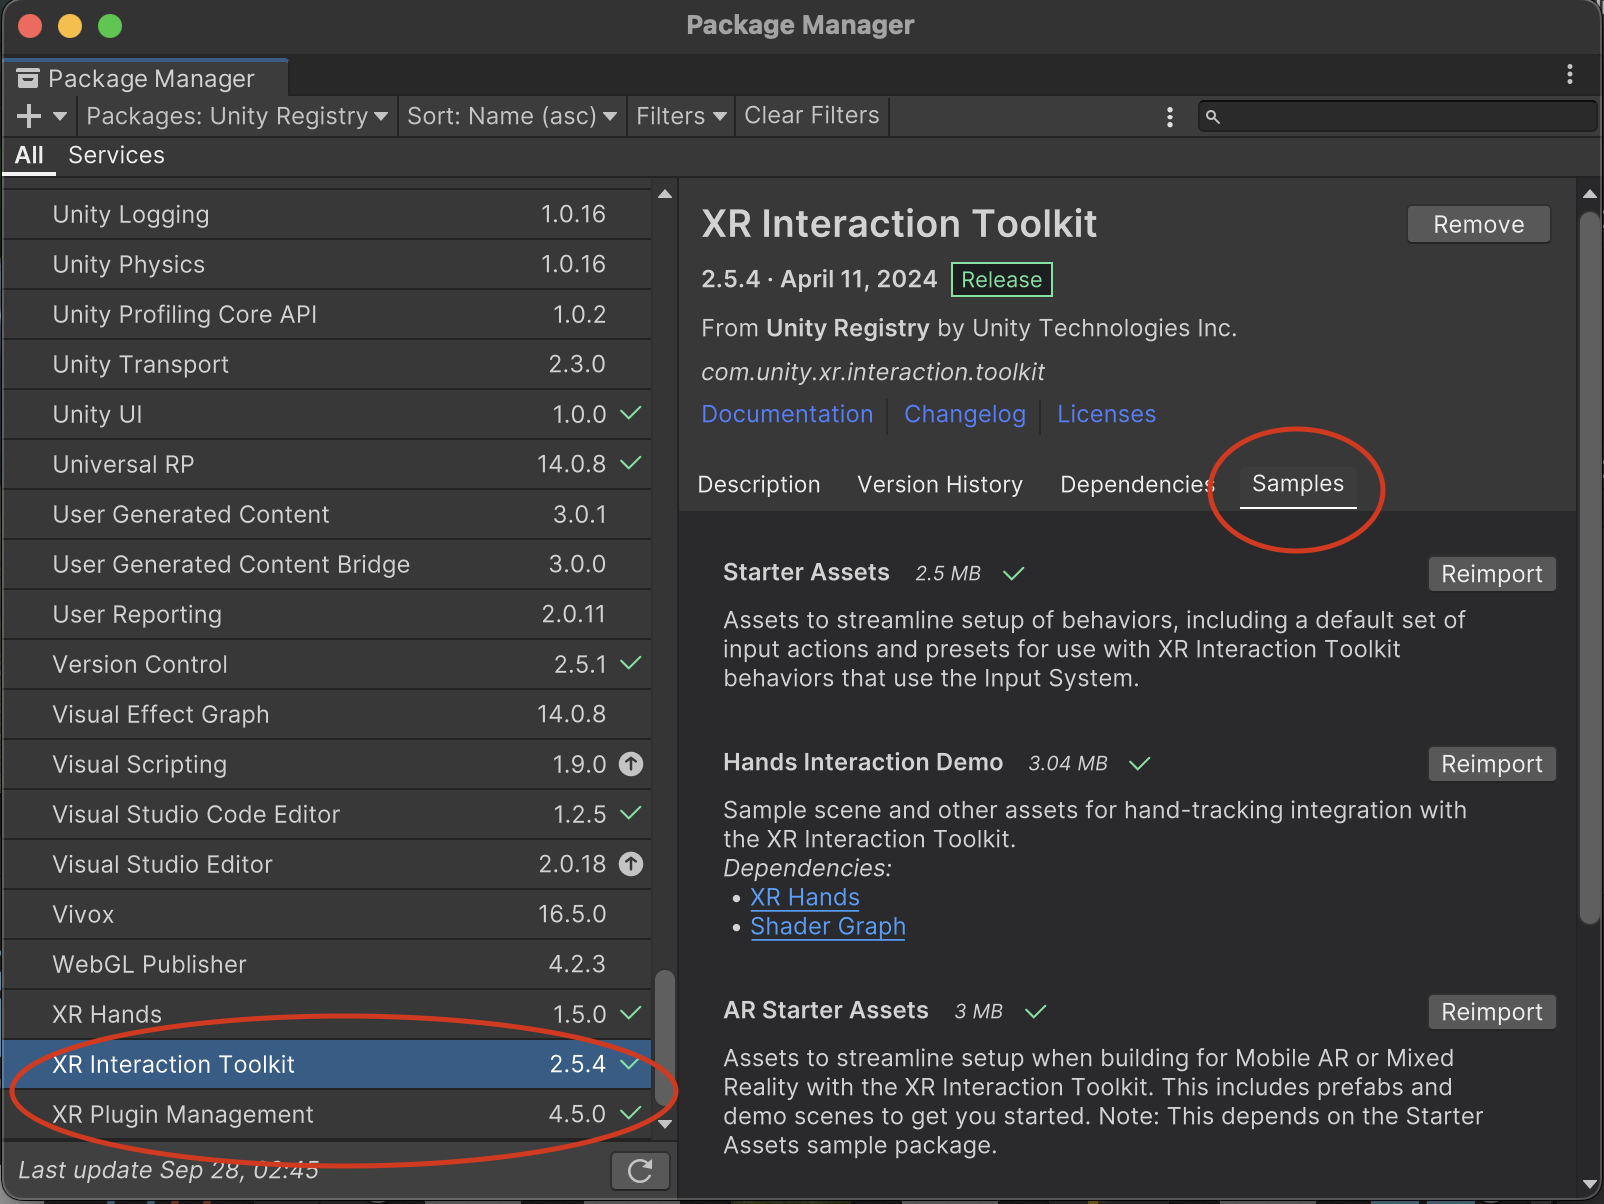 Package Manager
Package Manager
Packages: Unity Registry
Sort: Name (asc)
Filters
Clear Filters
All
Services
Unity Logging 1.0.16
Unity Physics 1.0.16
Unity Profiling Core API 1.0.2
Unity Transport 2.3.0
Unity UI 1.0.0
Universal RP 14.0.8
User Generated Content 3.0.1
User Generated Content Bridge 3.0.0
User Reporting 2.0.11
Version Control 2.5.1
Visual Effect Graph 14.0.8
Visual Scripting 1.9.0
Visual Studio Code Editor 1.2.5
Visual Studio Editor 2.0.18
Vivox 16.5.0
WebGL Publisher 4.2.3
XR Hands 1.5.0
XR Interaction Toolkit 2.5.4
XR Plugin Management 4.5.0
Last update Sep 28, 02:45
XR Interaction Toolkit
Remove
2.5.4 · April 11, 2024 Release
From Unity Registry by Unity Technologies Inc.
com.unity.xr.interaction.toolkit
Documentation Changelog Licenses
Description Version History Dependencies Samples
Starter Assets 2.5 MB Reimport
Assets to streamline setup of behaviors, including a default set of
input actions and presets for use with XR Interaction Toolkit
behaviors that use the Input System.
Hands Interaction Demo 3.04 MB Reimport
Sample scene and other assets for hand-tracking integration with
the XR Interaction Toolkit.
Dependencies:
• XR Hands
• Shader Graph
AR Starter Assets 3 MB Reimport
Assets to streamline setup when building for Mobile AR or Mixed
Reality with the XR Interaction Toolkit. This includes prefabs and
demo scenes to get you started. Note: This depends on the Starter
Assets sample package.